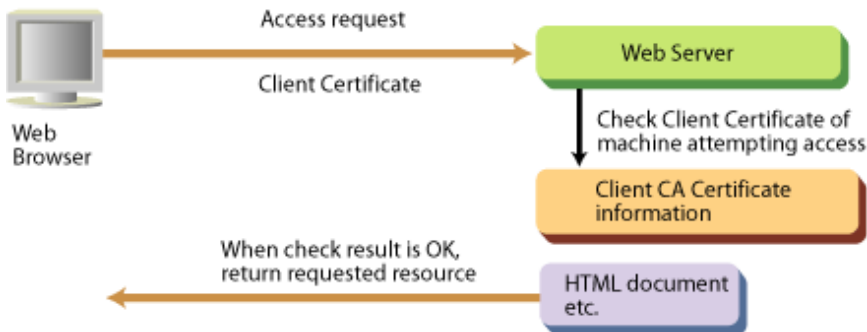 Access request
Web Server
Client Certificate
Web
Browser
Check Client Certificate of
machine attempting access
Client CA Certificate
information
When check result is OK,
return requested resource
HTML document
etc.